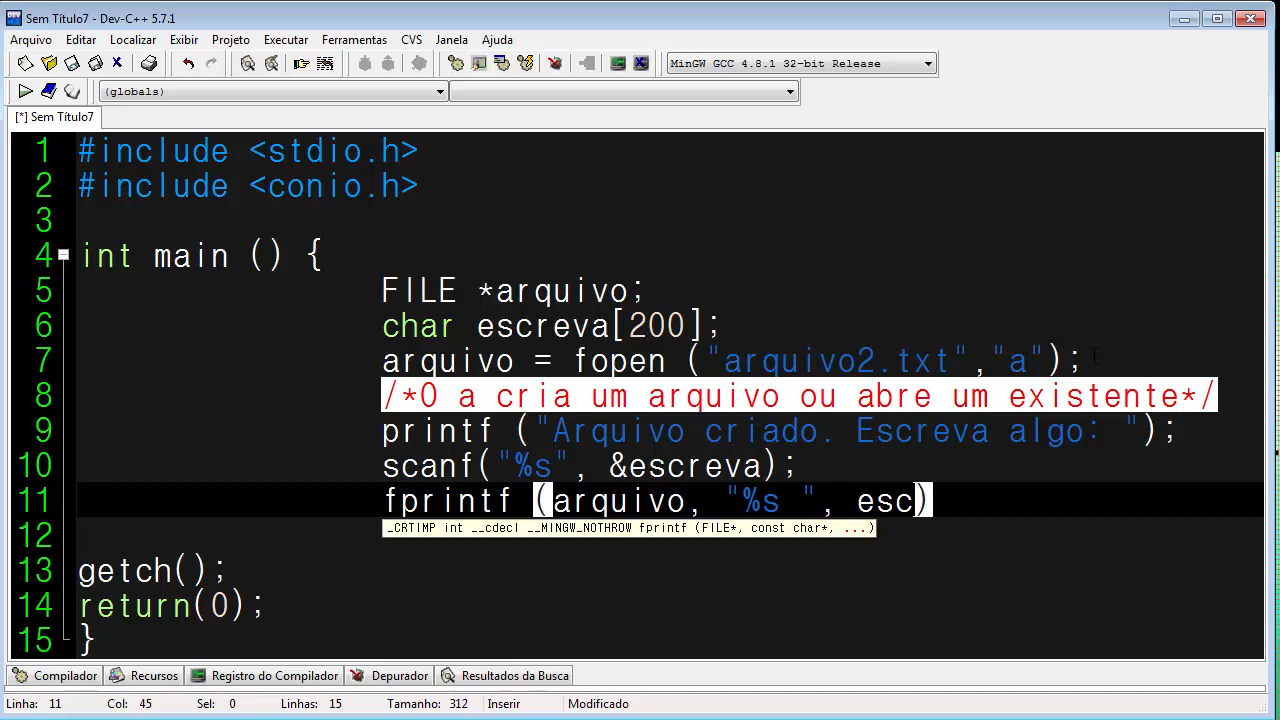 Sem Título7 - Dev-C++ 5.7.1
Arquivo Editar Localizar Exibir Projeto Executar Ferramentas CVS Janela Ajuda
MinGW GCC 4.8.1 32-bit Release
(globals)
[*] Sem Título7
1 #include <stdio.h>
2 #include <conio.h>
3
4 int main () {
5 FILE *arquivo;
6 char escreva[200];
7 arquivo = fopen ("arquivo2.txt","a");
8 /*O a cria um arquivo ou abre um existente*/
9 printf ("Arquivo criado. Escreva algo: ");
10 scanf("%s", &escreva);
11 fprintf (arquivo, "%s ", esc)
_CRTIMP int __cdecl __MINGW_NOTHROW fprintf (FILE*, const char*, ...)
12
13 getch();
14 return(0);
15 }
Compilador Recursos Registro do Compilador Depurador Resultados da Busca
Linha: 11 Col: 45 Sel: 0 Linhas: 15 Tamanho: 312 Inserir Modificado